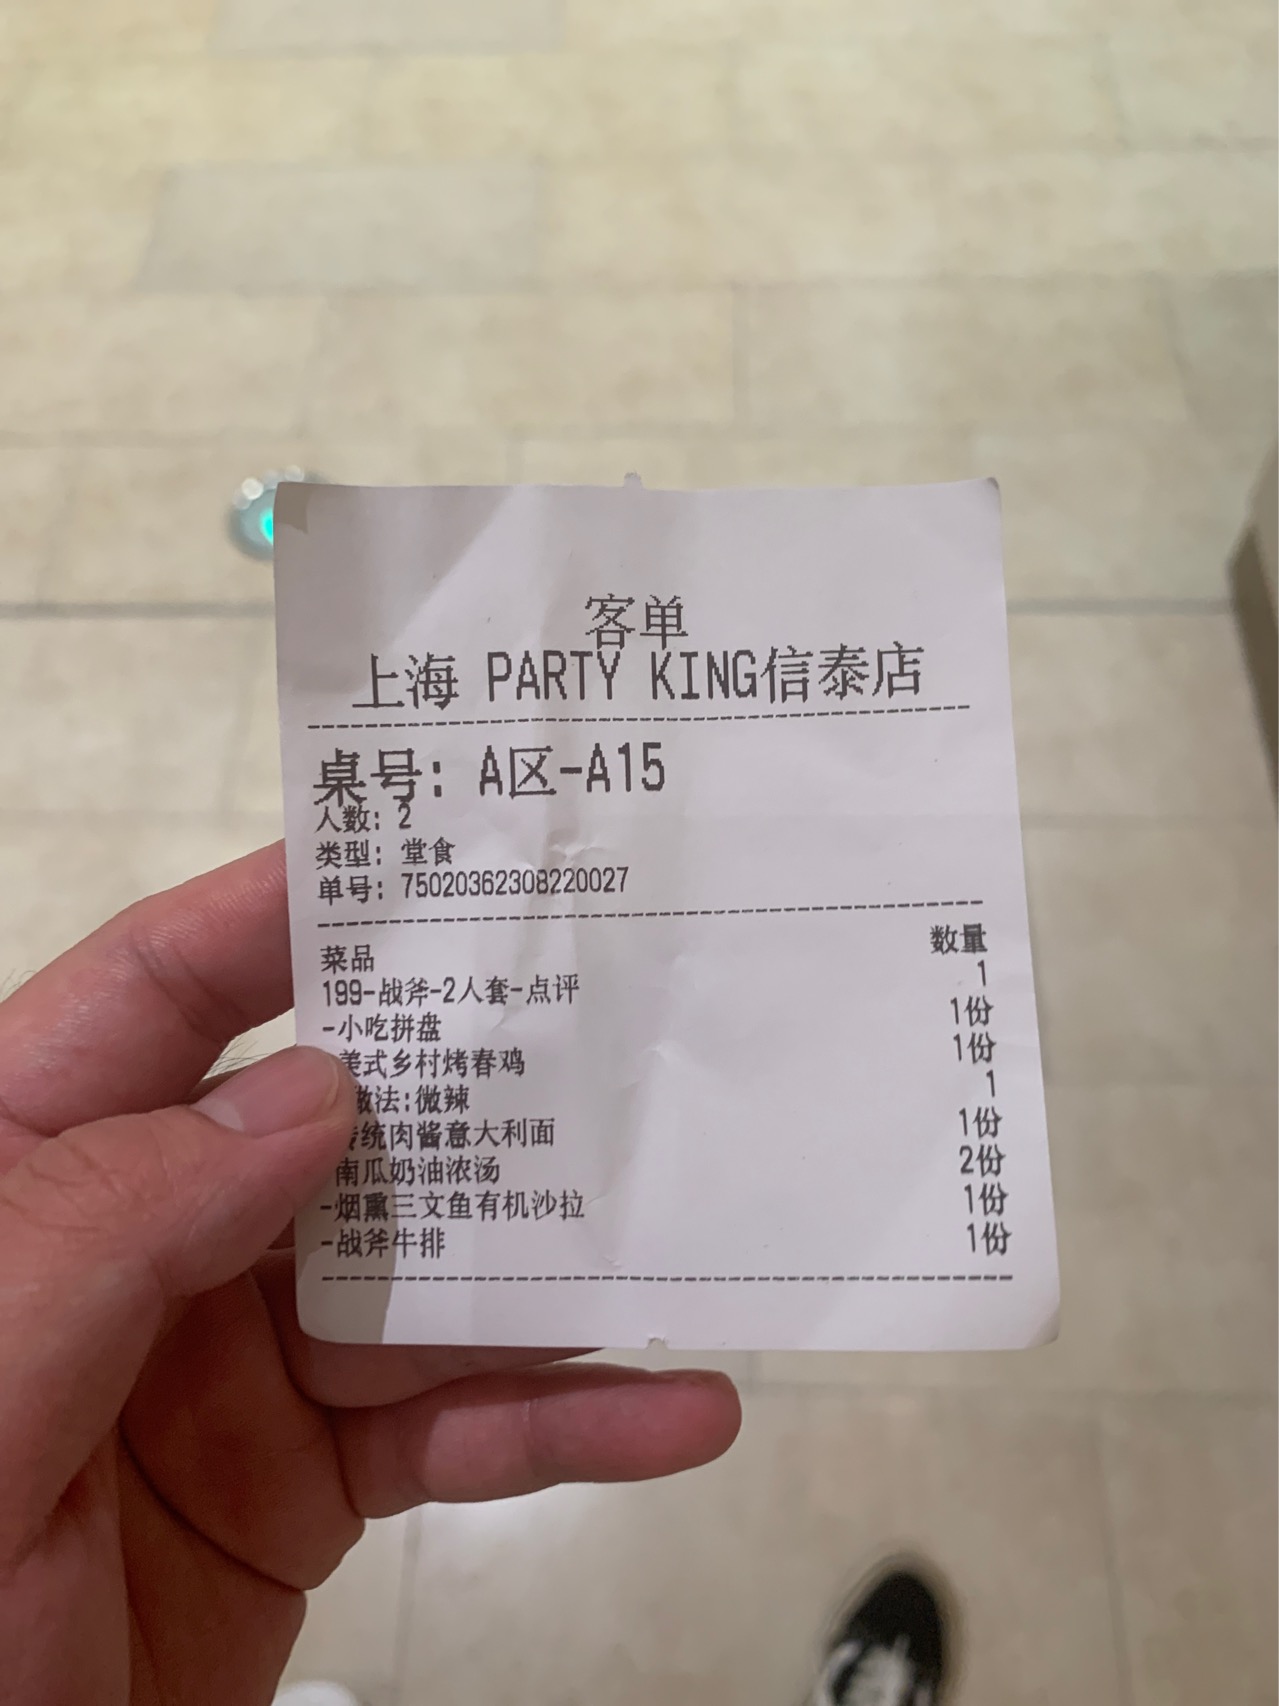 客单
上海 PARTY KING信泰店
桌号: A区-A15
人数: 2
类型: 堂食
单号: 75020362308220027
菜品 数量
199-战斧-2人套-点评 1
-小吃拼盘 1份
美式乡村烤春鸡 1份
做法:微辣 1
传统肉酱意大利面 1份
南瓜奶油浓汤 2份
-烟熏三文鱼有机沙拉 1份
-战斧牛排 1份